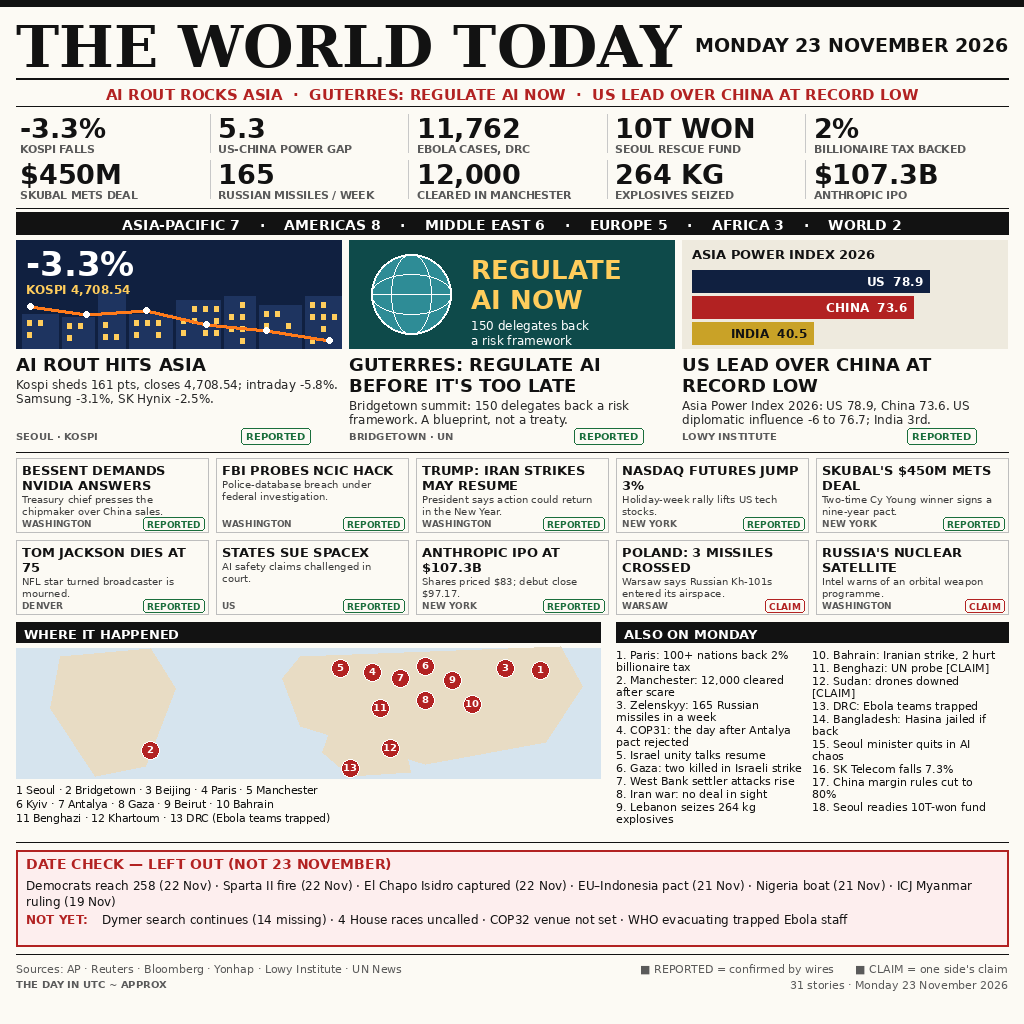 THE WORLD TODAY
MONDAY 23 NOVEMBER 2026
AI ROUT ROCKS ASIA · GUTERRES: REGULATE AI NOW · US LEAD OVER CHINA AT RECORD LOW
-3.3%
KOSPI FALLS
5.3
US-CHINA POWER GAP
11,762
EBOLA CASES, DRC
10T WON
SEOUL RESCUE FUND
2%
BILLIONAIRE TAX BACKED
$450M
SKUBAL METS DEAL
165
RUSSIAN MISSILES / WEEK
12,000
CLEARED IN MANCHESTER
264 KG
EXPLOSIVES SEIZED
$107.3B
ANTHROPIC IPO
ASIA-PACIFIC 7 · AMERICAS 8 · MIDDLE EAST 6 · EUROPE 5 · AFRICA 3 · WORLD 2
-3.3%
KOSPI 4,708.54
AI ROUT HITS ASIA
Kospi sheds 161 pts, closes 4,708.54; intraday -5.8%.
Samsung -3.1%, SK Hynix -2.5%.
SEOUL · KOSPI
REPORTED
REGULATE
AI NOW
150 delegates back
a risk framework
GUTERRES: REGULATE AI
BEFORE IT'S TOO LATE
Bridgetown summit: 150 delegates back a risk
framework. A blueprint, not a treaty.
BRIDGETOWN · UN
REPORTED
ASIA POWER INDEX 2026
US 78.9
CHINA 73.6
INDIA 40.5
US LEAD OVER CHINA AT
RECORD LOW
Asia Power Index 2026: US 78.9, China 73.6. US
diplomatic influence -6 to 76.7; India 3rd.
LOWY INSTITUTE
REPORTED
BESSENT DEMANDS
NVIDIA ANSWERS
Treasury chief presses the
chipmaker over China sales.
WASHINGTON
REPORTED
FBI PROBES NCIC HACK
Police-database breach under
federal investigation.
WASHINGTON
REPORTED
TRUMP: IRAN STRIKES
MAY RESUME
President says action could return
in the New Year.
WASHINGTON
REPORTED
NASDAQ FUTURES JUMP
3%
Holiday-week rally lifts US tech
stocks.
NEW YORK
REPORTED
SKUBAL'S $450M METS
DEAL
Two-time Cy Young winner signs a
nine-year pact.
NEW YORK
REPORTED
TOM JACKSON DIES AT
75
NFL star turned broadcaster is
mourned.
DENVER
REPORTED
STATES SUE SPACEX
AI safety claims challenged in
court.
US
REPORTED
ANTHROPIC IPO AT
$107.3B
Shares priced $83; debut close
$97.17.
NEW YORK
REPORTED
POLAND: 3 MISSILES
CROSSED
Warsaw says Russian Kh-101s
entered its airspace.
WARSAW
CLAIM
RUSSIA'S NUCLEAR
SATELLITE
Intel warns of an orbital weapon
programme.
WASHINGTON
CLAIM
WHERE IT HAPPENED
5
4
7
6
9
3
1
11
8
10
2
12
13
1 Seoul · 2 Bridgetown · 3 Beijing · 4 Paris · 5 Manchester
6 Kyiv · 7 Antalya · 8 Gaza · 9 Beirut · 10 Bahrain
11 Benghazi · 12 Khartoum · 13 DRC (Ebola teams trapped)
ALSO ON MONDAY
1. Paris: 100+ nations back 2%
billionaire tax
2. Manchester: 12,000 cleared
after scare
3. Zelenskyy: 165 Russian
missiles in a week
4. COP31: the day after Antalya
pact rejected
5. Israel unity talks resume
6. Gaza: two killed in Israeli strike
7. West Bank settler attacks rise
8. Iran war: no deal in sight
9. Lebanon seizes 264 kg
explosives
10. Bahrain: Iranian strike, 2 hurt
11. Benghazi: UN probe [CLAIM]
12. Sudan: drones downed
[CLAIM]
13. DRC: Ebola teams trapped
14. Bangladesh: Hasina jailed if
back
15. Seoul minister quits in AI
chaos
16. SK Telecom falls 7.3%
17. China margin rules cut to
80%
18. Seoul readies 10T-won fund
DATE CHECK — LEFT OUT (NOT 23 NOVEMBER)
Democrats reach 258 (22 Nov) · Sparta II fire (22 Nov) · El Chapo Isidro captured (22 Nov) · EU–Indonesia pact (21 Nov) · Nigeria boat (21 Nov) · ICJ Myanmar
ruling (19 Nov)
NOT YET: Dymer search continues (14 missing) · 4 House races uncalled · COP32 venue not set · WHO evacuating trapped Ebola staff
Sources: AP · Reuters · Bloomberg · Yonhap · Lowy Institute · UN News
■ REPORTED = confirmed by wires ■ CLAIM = one side's claim
THE DAY IN UTC ~ APPROX
31 stories · Monday 23 November 2026